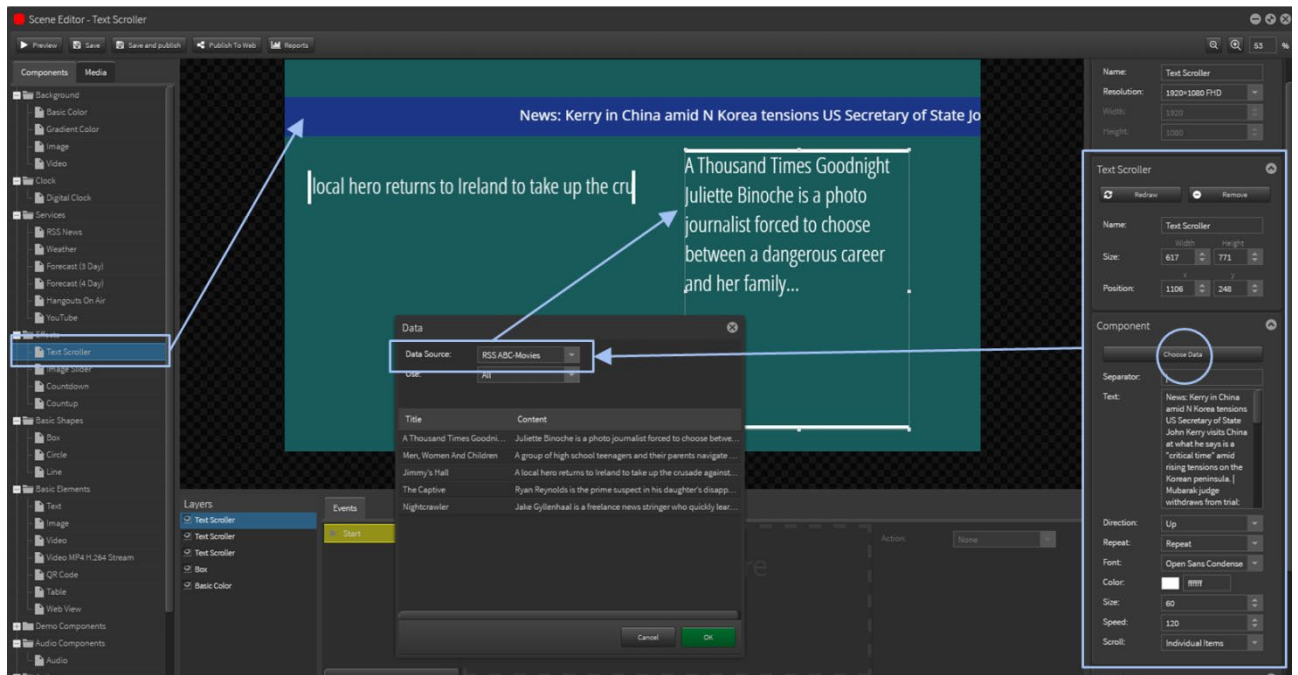 Scene Editor - Text Scroller
Preview Save Save and publish Publish To Web Reports 53 %
Components Media
Background
Basic Color
Gradient Color
Image
Video
Clock
Digital Clock
Services
RSS News
Weather
Forecast (3 Day)
Forecast (4 Day)
Hangouts On Air
YouTube
Effects
Text Scroller
Image Slider
Countdown
Countup
Basic Shapes
Box
Circle
Line
Basic Elements
Text
Image
Video
Video MP4 H.264 Stream
QR Code
Table
Web View
Demo Components
Audio Components
Audio
News: Kerry in China amid N Korea tensions US Secretary of State Jo
local hero returns to Ireland to take up the cru
A Thousand Times Goodnight
Juliette Binoche is a photo
journalist forced to choose
between a dangerous career
and her family...
Data
Data Source: RSS ABC-Movies
Use: All
Title Content
A Thousand Times Goodni... Juliette Binoche is a photo journalist forced to choose betwe...
Men, Women And Children A group of high school teenagers and their parents navigate ...
Jimmy's Hall A local hero returns to Ireland to take up the crusade against...
The Captive Ryan Reynolds is the prime suspect in his daughter's disapp...
Nightcrawler Jake Gyllenhaal is a freelance news stringer who quickly lear...
Cancel OK
Layers
Text Scroller
Text Scroller
Text Scroller
Box
Basic Color
Events
Start
re
Action: None
Name: Text Scroller
Resolution: 1920×1080 FHD
Width: 1920
Height: 1080
Text Scroller
Redraw Remove
Name: Text Scroller
Width Height
Size: 617 771
x y
Position: 1106 248
Component
Choose Data
Separator: |
Text: News: Kerry in China
amid N Korea tensions
US Secretary of State
John Kerry visits China
at what he says is a
"critical time" amid
rising tensions on the
Korean peninsula. |
Mubarak judge
withdraws from trial:
Direction: Up
Repeat: Repeat
Font: Open Sans Condense
Color: ffffff
Size: 60
Speed: 120
Scroll: Individual Items